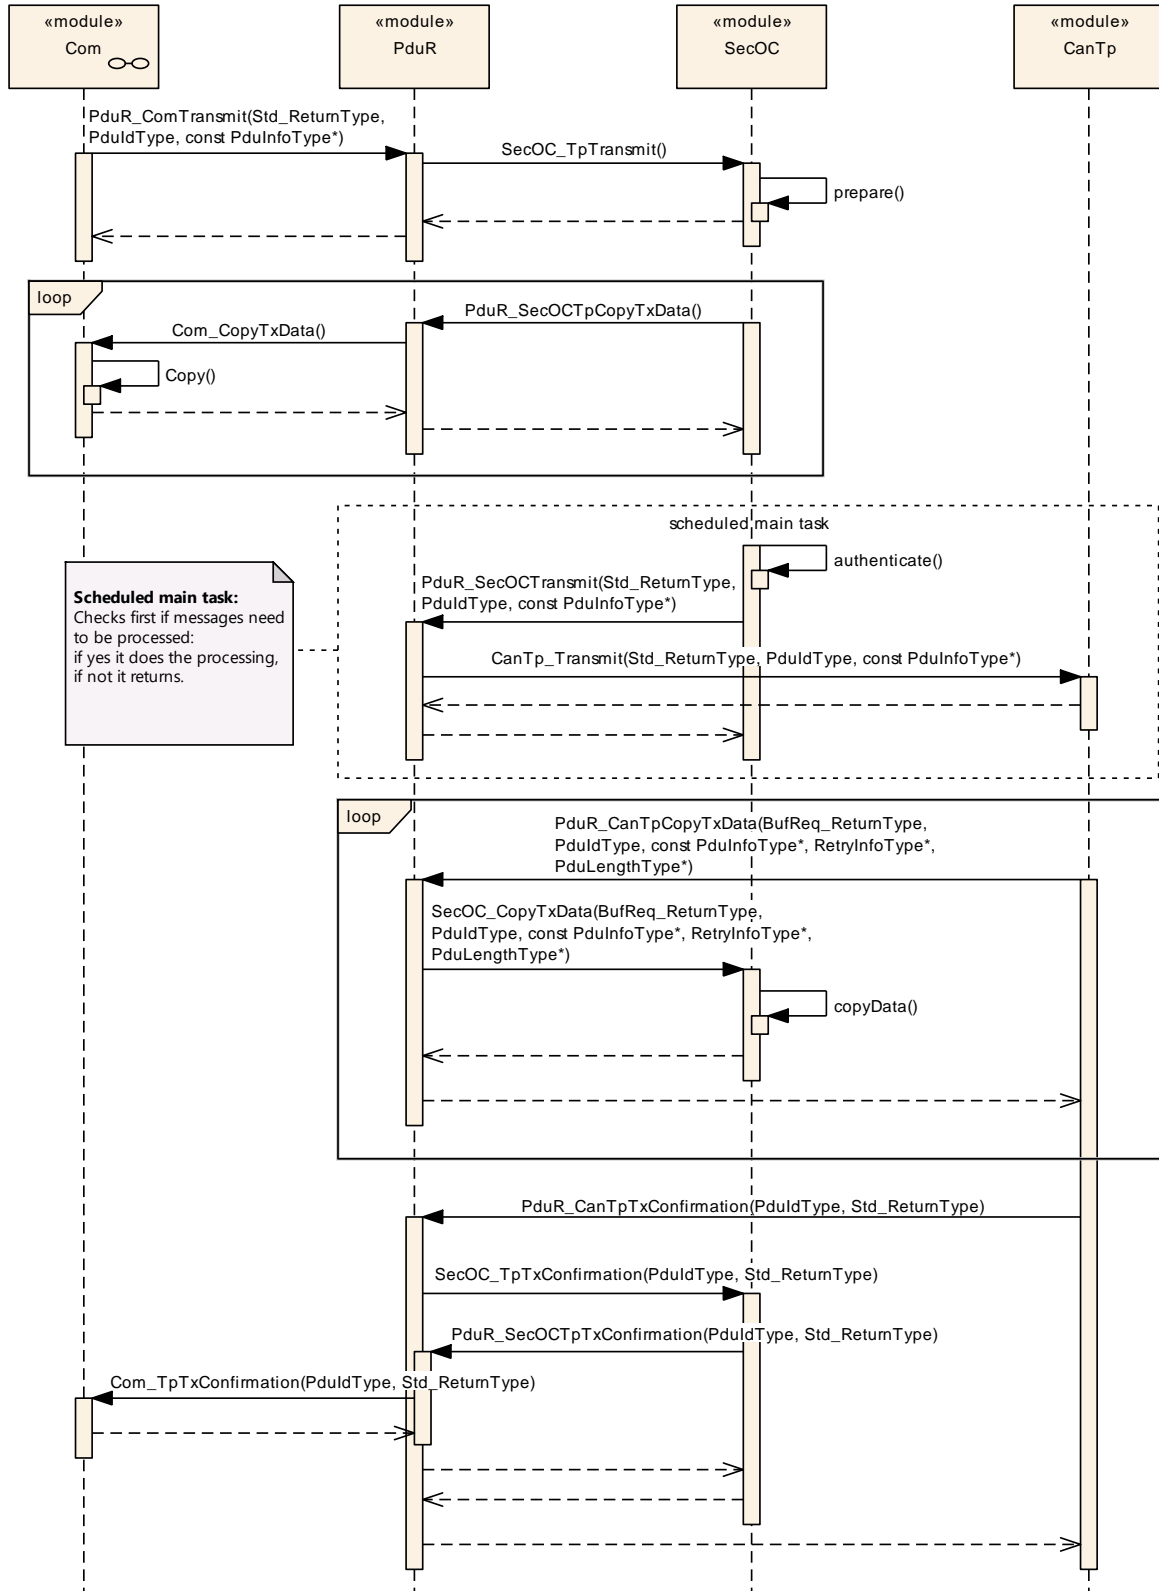 «module»
Com
«module»
PduR
«module»
SecOC
«module»
CanTp
PduR_ComTransmit(Std_ReturnType,
PduIdType, const PduInfoType*)
SecOC_TpTransmit()
prepare()
loop
PduR_SecOCTpCopyTxData()
Com_CopyTxData()
Copy()
scheduled main task
authenticate()
Scheduled main task:
Checks first if messages need
to be processed:
if yes it does the processing,
if not it returns.
PduR_SecOCTransmit(Std_ReturnType,
PduIdType, const PduInfoType*)
CanTp_Transmit(Std_ReturnType, PduIdType, const PduInfoType*)
loop
PduR_CanTpCopyTxData(BufReq_ReturnType,
PduIdType, const PduInfoType*, RetryInfoType*,
PduLengthType*)
SecOC_CopyTxData(BufReq_ReturnType,
PduIdType, const PduInfoType*, RetryInfoType*,
PduLengthType*)
copyData()
PduR_CanTpTxConfirmation(PduIdType, Std_ReturnType)
SecOC_TpTxConfirmation(PduIdType, Std_ReturnType)
PduR_SecOCTpTxConfirmation(PduIdType, Std_ReturnType)
Com_TpTxConfirmation(PduIdType, Std_ReturnType)